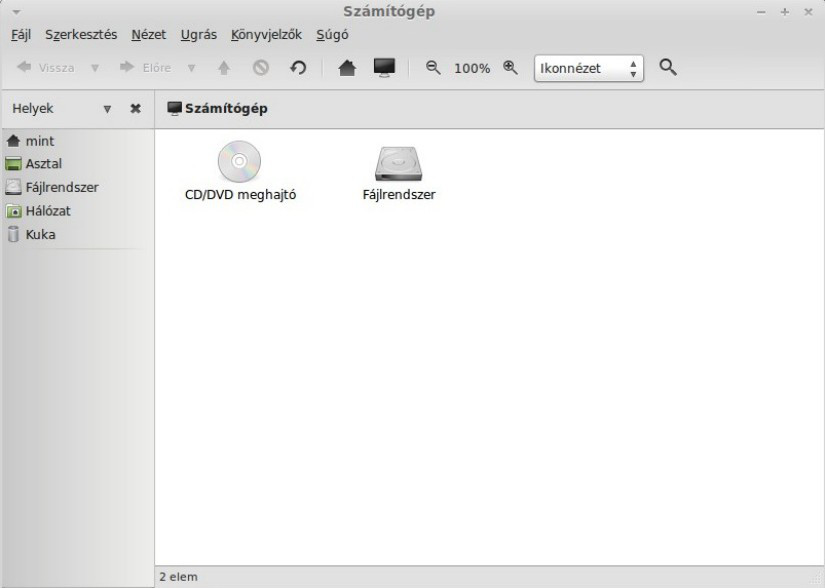 Számítógép
Fájl Szerkesztés Nézet Ugrás Könyvjelzők Súgó
Vissza Előre 100% Ikonnézet
Helyek Számítógép
mint
Asztal
Fájlrendszer
Hálózat
Kuka
CD/DVD meghajtó Fájlrendszer
2 elem